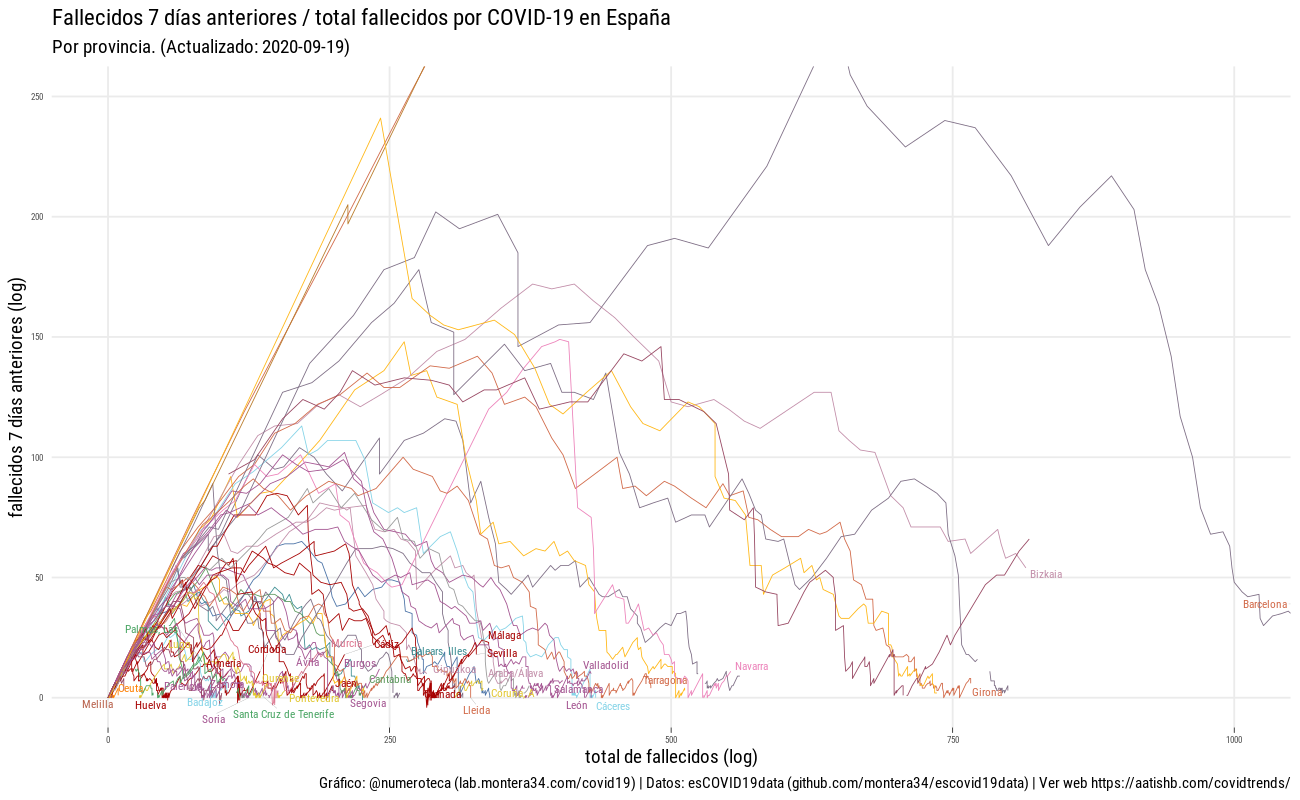 Fallecidos 7 días anteriores / total fallecidos por COVID-19 en España
Por provincia. (Actualizado: 2020-09-19)
fallecidos 7 días anteriores (log)
250
200
150
100
50
0
Bizkaia
Barcelona
Málaga
Murcia
Córdoba
Cádiz
Balears, Illes
Sevilla
Almería
Ávila
Burgos
Valladolid
Navarra
Araba/Álava
Cantabria
Jaén
Tarragona
Ceuta
Salamanca
Girona
Pontevedra
Melilla
Huelva
Badajoz
Segovia
León
Cáceres
Soria
Santa Cruz de Tenerife
Lleida
0
250
500
750
1000
total de fallecidos (log)
Gráfico: @numeroteca (lab.montera34.com/covid19) | Datos: esCOVID19data (github.com/montera34/escovid19data) | Ver web https://aatishb.com/covidtrends/